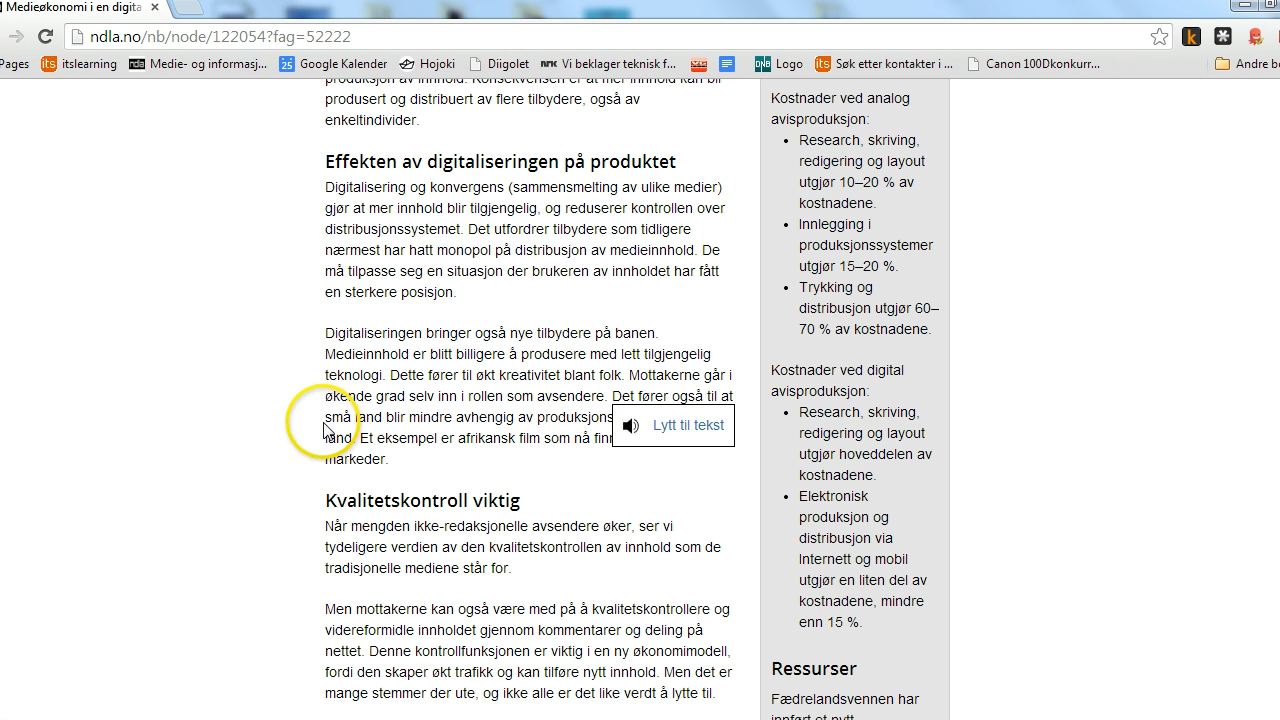 Medieøkonomi i en digita
ndla.no/nb/node/122054?fag=52222
Pages
itslearning
Medie- og informasj...
Google Kalender
Hojoki
Diigolet
Vi beklager teknisk f...
Logo
Søk etter kontakter i ...
Canon 100Dkonkurr...
Andre b
produksjon av innhold. Konsekvensen er at mer innhold kan bli
produsert og distribuert av flere tilbydere, også av
enkeltindivider.
Effekten av digitaliseringen på produktet
Digitalisering og konvergens (sammensmelting av ulike medier)
gjør at mer innhold blir tilgjengelig, og reduserer kontrollen over
distribusjonssystemet. Det utfordrer tilbydere som tidligere
nærmest har hatt monopol på distribusjon av medieinnhold. De
må tilpasse seg en situasjon der brukeren av innholdet har fått
en sterkere posisjon.
Digitaliseringen bringer også nye tilbydere på banen.
Medieinnhold er blitt billigere å produsere med lett tilgjengelig
teknologi. Dette fører til økt kreativitet blant folk. Mottakerne går i
økende grad selv inn i rollen som avsendere. Det fører også til at
små land blir mindre avhengig av produksjons
land. Et eksempel er afrikansk film som nå finn
markeder.
Lytt til tekst
Kvalitetskontroll viktig
Når mengden ikke-redaksjonelle avsendere øker, ser vi
tydeligere verdien av den kvalitetskontrollen av innhold som de
tradisjonelle mediene står for.
Men mottakerne kan også være med på å kvalitetskontrollere og
videreformidle innholdet gjennom kommentarer og deling på
nettet. Denne kontrollfunksjonen er viktig i en ny økonomimodell,
fordi den skaper økt trafikk og kan tilføre nytt innhold. Men det er
mange stemmer der ute, og ikke alle er det like verdt å lytte til.
Kostnader ved analog
avisproduksjon:
Research, skriving,
redigering og layout
utgjør 10–20 % av
kostnadene.
Innlegging i
produksjonssystemer
utgjør 15–20 %.
Trykking og
distribusjon utgjør 60–
70 % av kostnadene.
Kostnader ved digital
avisproduksjon:
Research, skriving,
redigering og layout
utgjør hoveddelen av
kostnadene.
Elektronisk
produksjon og
distribusjon via
Internett og mobil
utgjør en liten del av
kostnadene, mindre
enn 15 %.
Ressurser
Fædrelandsvennen har
innført et nytt